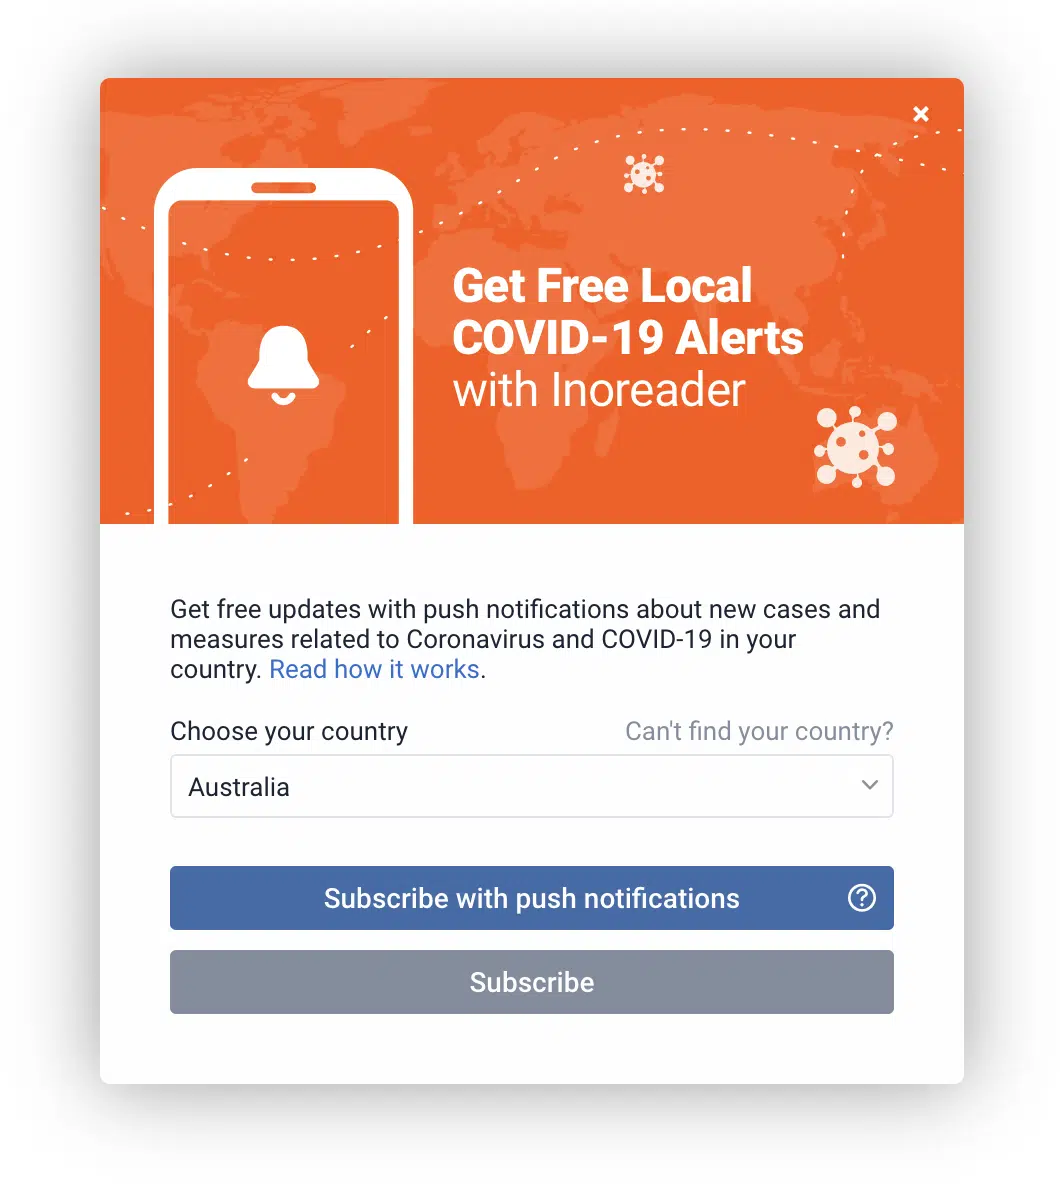 Get Free Local
COVID-19 Alerts
with Inoreader
Get free updates with push notifications about new cases and
measures related to Coronavirus and COVID-19 in your
country. Read how it works.
Choose your country
Can't find your country?
Australia
Subscribe with push notifications
Subscribe